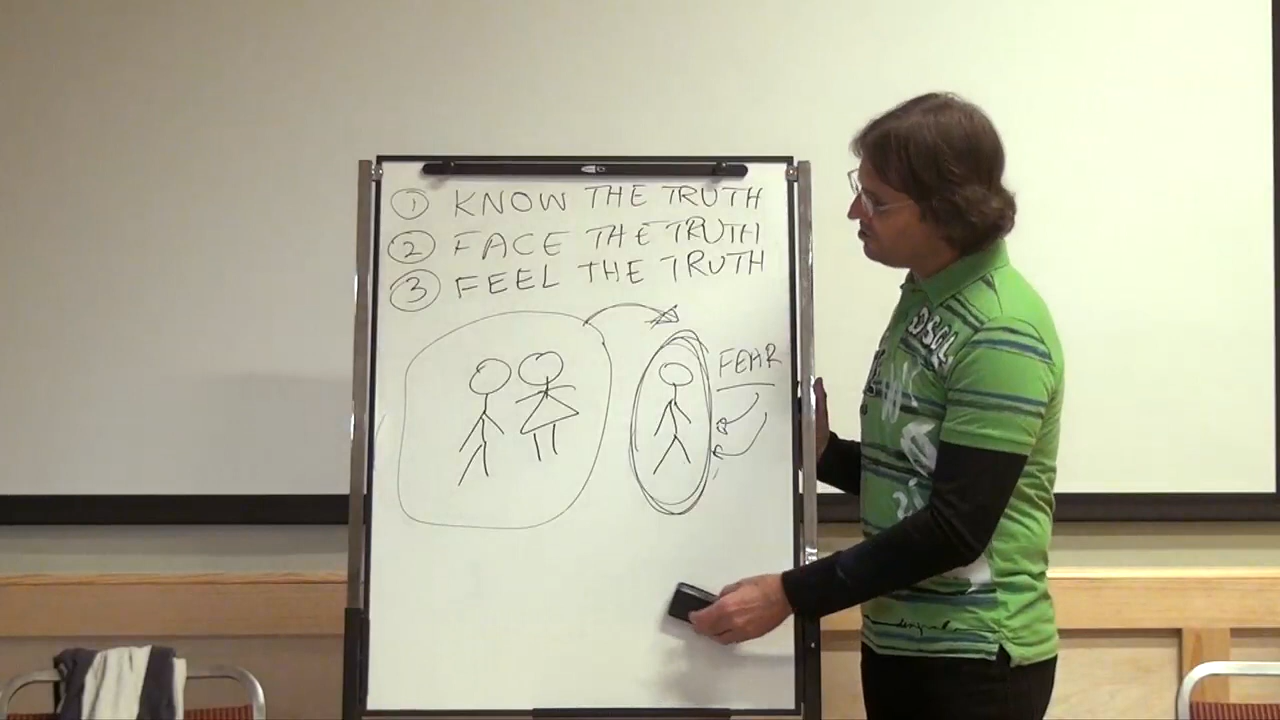 ① KNOW THE TRUTH
② FACE THE TRUTH
③ FEEL THE TRUTH
FEAR